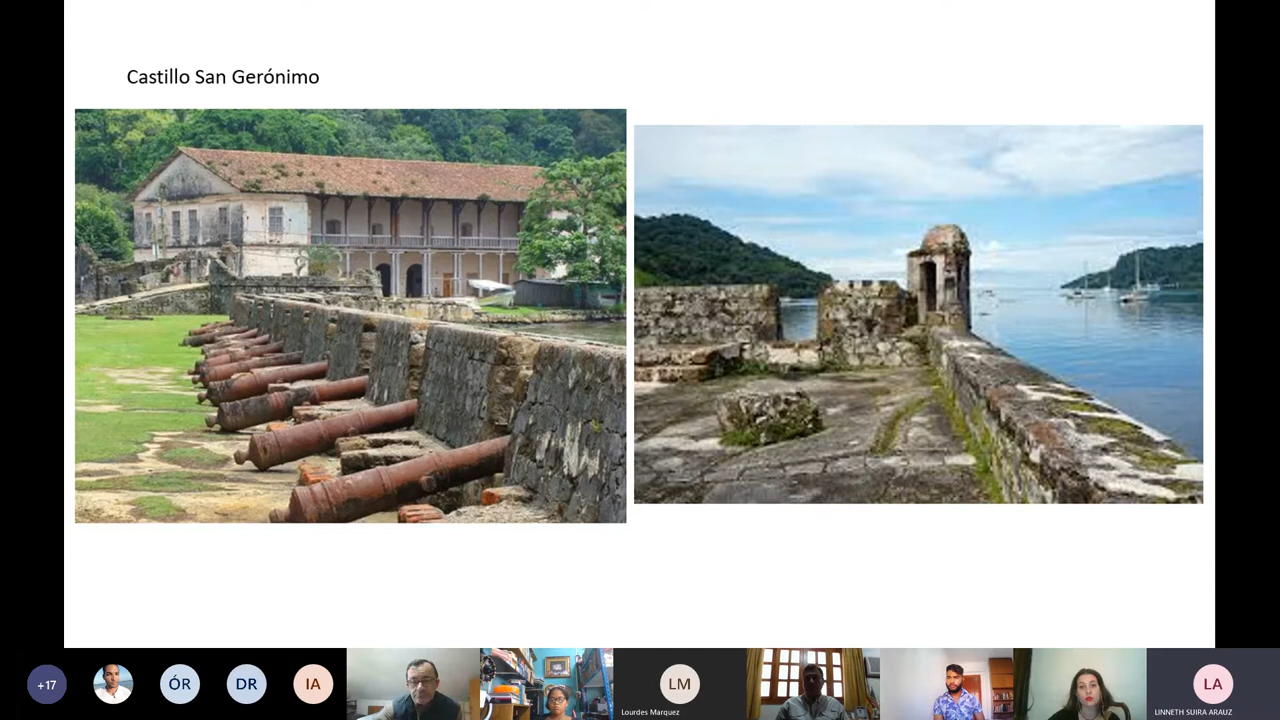 Castillo San Gerónimo
+17
ÓR
DR
IA
LM
Lourdes Marquez
LA
LINNETH SUIRA ARAUZ